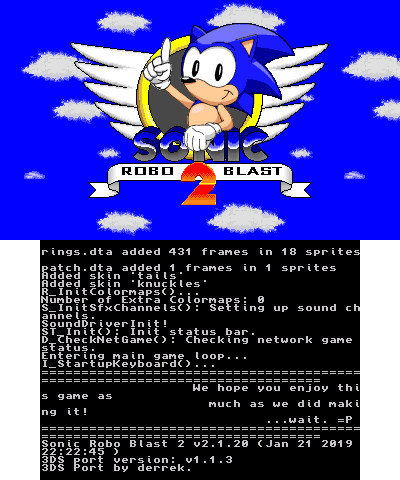 SONIC
ROBO 2 BLAST
rings.dta added 431 frames in 18 sprites
patch.dta added 1 frames in 1 sprites
Added skin 'tails'
Added skin 'knuckles'
R_InitColormaps()...
Number of Extra Colormaps: 0
S_InitSfxChannels(): Setting up sound ch
annels.
SoundDriverInit!
ST_Init(): Init status bar.
D_CheckNetGame(): Checking network game
status.
Entering main game loop...
I_StartupKeyboard()...
========================================
===================================
We hope you enjoy thi
s game as
much as we did maki
ng it!
...wait. =P
========================================
===================================
Sonic Robo Blast 2 v2.1.20 (Jan 21 2019
22:22:45 )
3DS port version: v1.1.3
3DS Port by derrek.